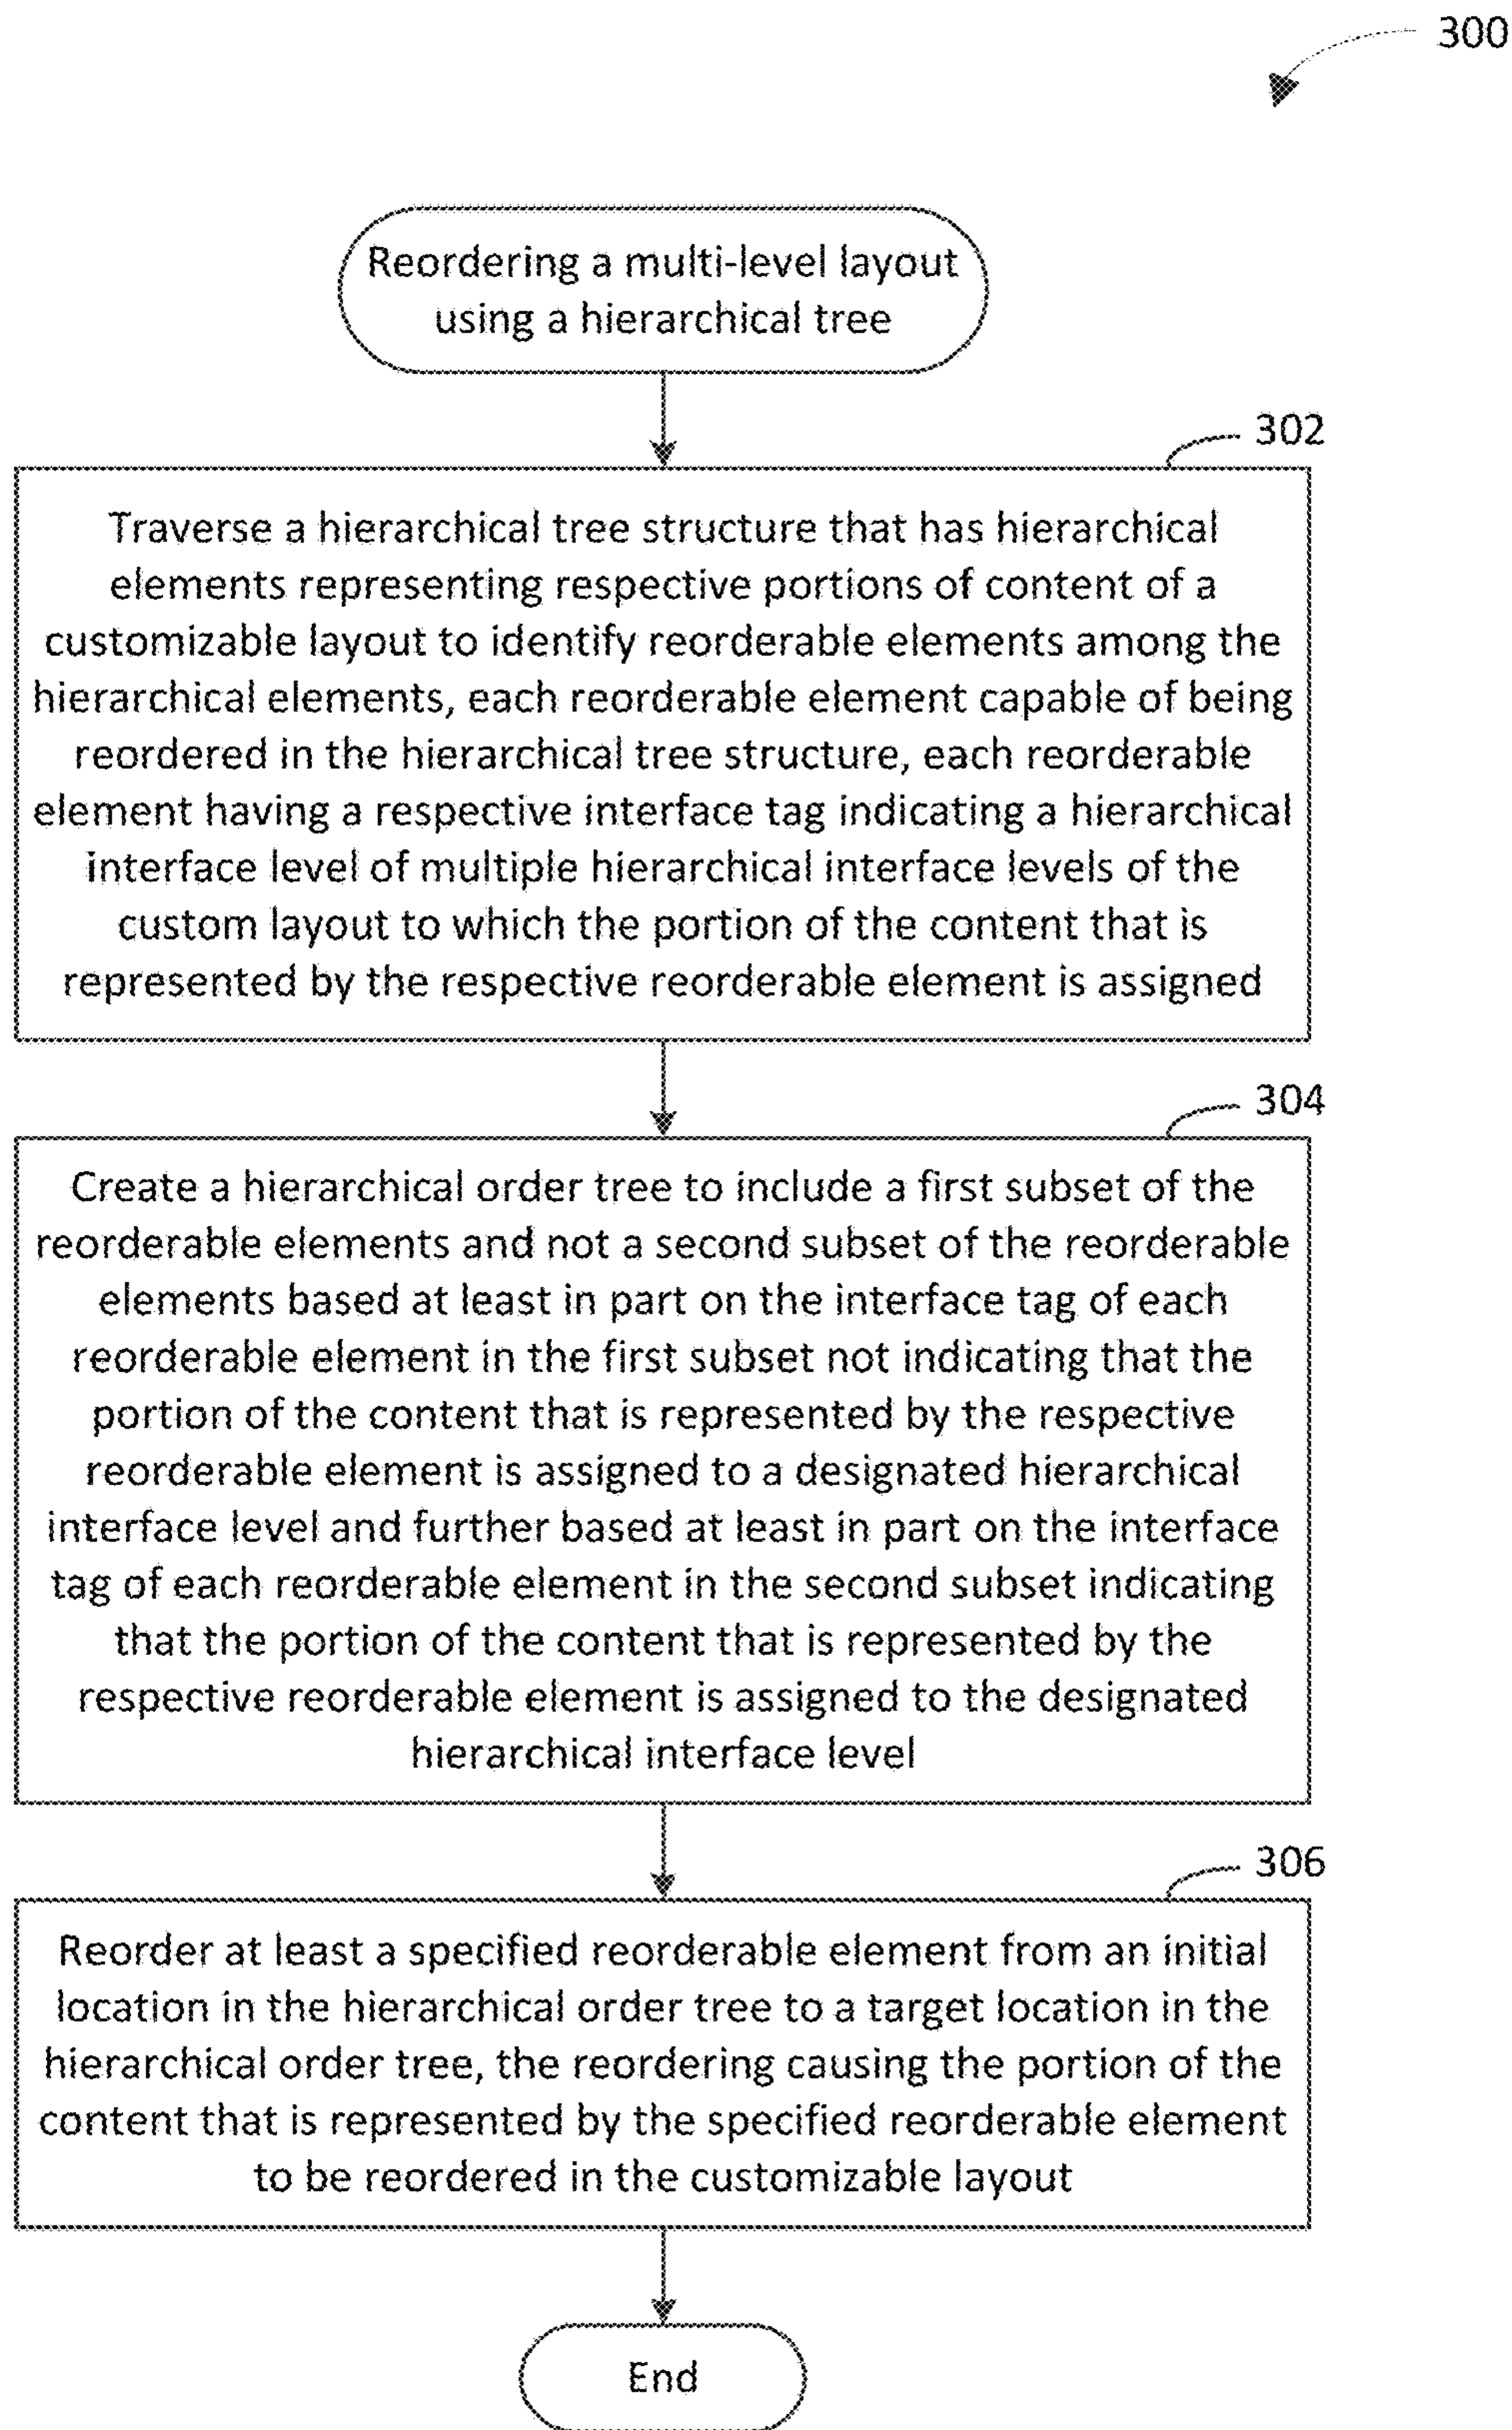 300
Reordering a multi-level layout
using a hierarchical tree
302
Traverse a hierarchical tree structure that has hierarchical
elements representing respective portions of content of a
customizable layout to identify reorderable elements among the
hierarchical elements, each reorderable element capable of being
reordered in the hierarchical tree structure, each reorderable
element having a respective interface tag indicating a hierarchical
interface level of multiple hierarchical interface levels of the
custom layout to which the portion of the content that is
represented by the respective reorderable element is assigned
304
Create a hierarchical order tree to include a first subset of the
reorderable elements and not a second subset of the reorderable
elements based at least in part on the interface tag of each
reorderable element in the first subset not indicating that the
portion of the content that is represented by the respective
reorderable element is assigned to a designated hierarchical
interface level and further based at least in part on the interface
tag of each reorderable element in the second subset indicating
that the portion of the content that is represented by the
respective reorderable element is assigned to the designated
hierarchical interface level
306
Reorder at least a specified reorderable element from an initial
location in the hierarchical order tree to a target location in the
hierarchical order tree, the reordering causing the portion of the
content that is represented by the specified reorderable element
to be reordered in the customizable layout
End